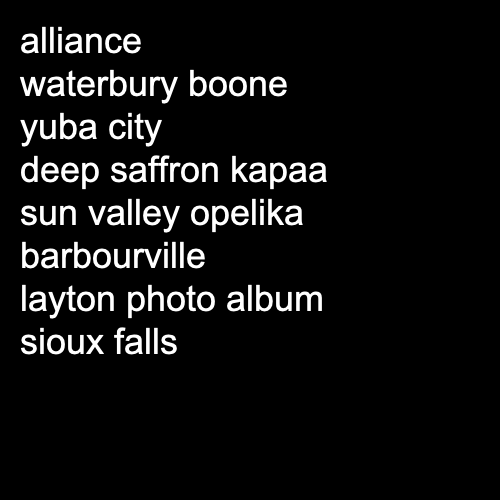 alliance
waterbury boone
yuba city
deep saffron kapaa
sun valley opelika
barbourville
layton photo album
sioux falls